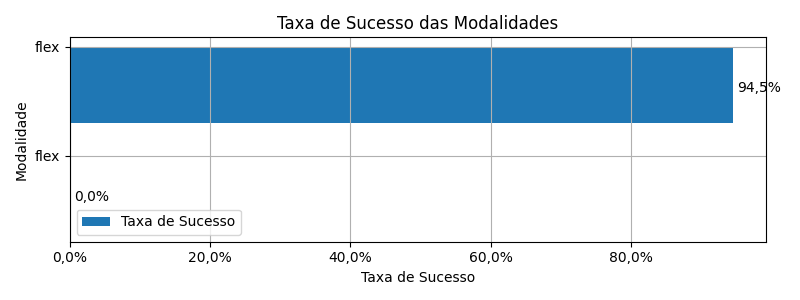 Taxa de Sucesso das Modalidades
flex
94,5%
Modalidade
flex
0,0%
Taxa de Sucesso
0,0% 20,0% 40,0% 60,0% 80,0%
Taxa de Sucesso